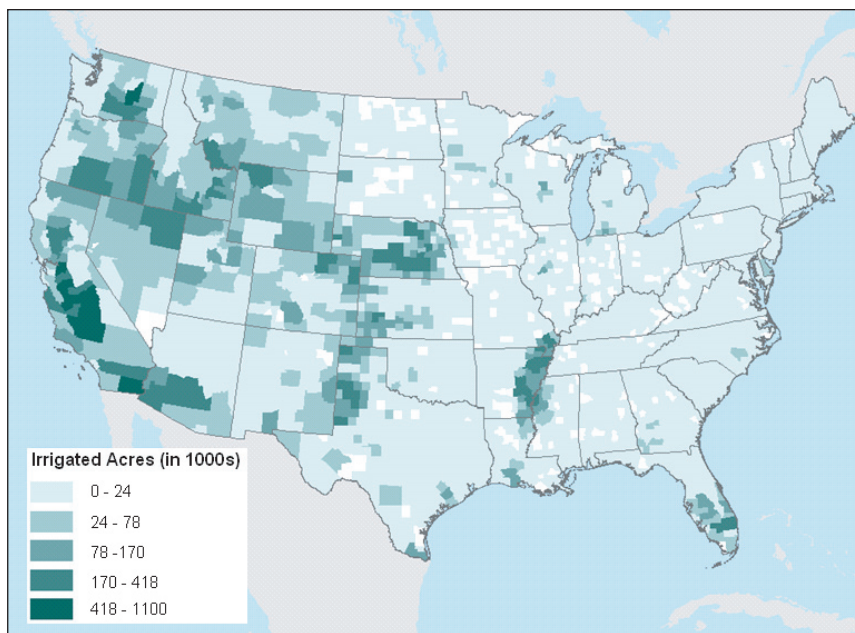 Irrigated Acres (in 1000s)
0 - 24
24 - 78
78 -170
170 - 418
418 - 1100